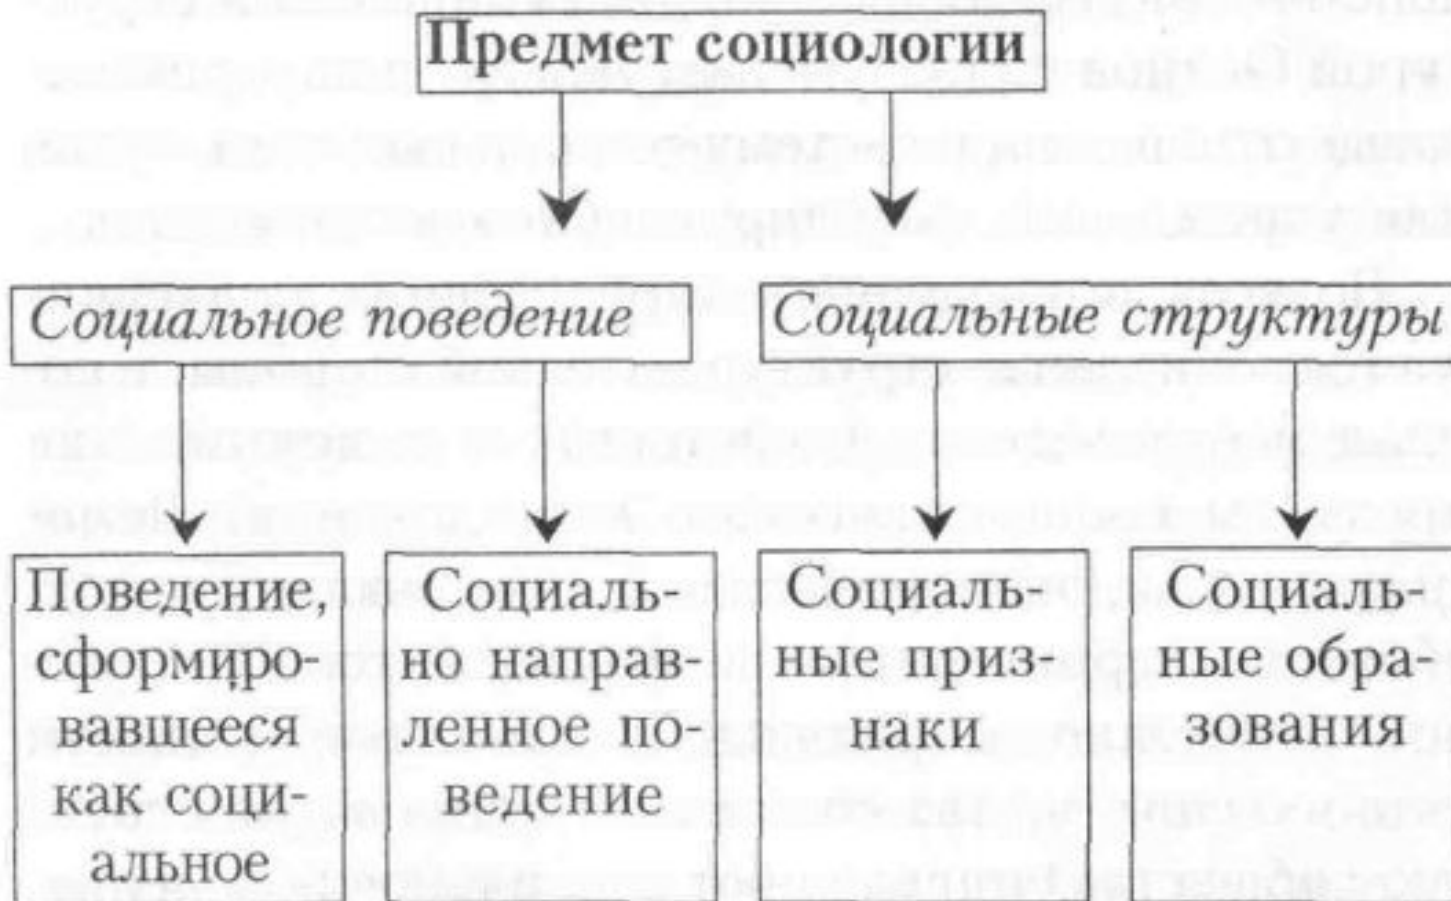 Предмет социологии
Социальное поведение
Социальные структуры
Поведение,
сформиро-
вавшееся
как соци-
альное
Социаль-
но направ-
ленное по-
ведение
Социаль-
ные приз-
наки
Социаль-
ные обра-
зования